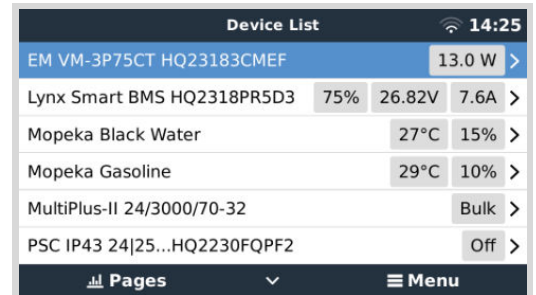 Device List 14:25
EM VM-3P75CT HQ23183CMEF 13.0 W
Lynx Smart BMS HQ2318PR5D3 75% 26.82V 7.6A
Mopeka Black Water 27°C 15%
Mopeka Gasoline 29°C 10%
MultiPlus-II 24/3000/70-32 Bulk
PSC IP43 24|25...HQ2230FQPF2 Off
Pages Menu